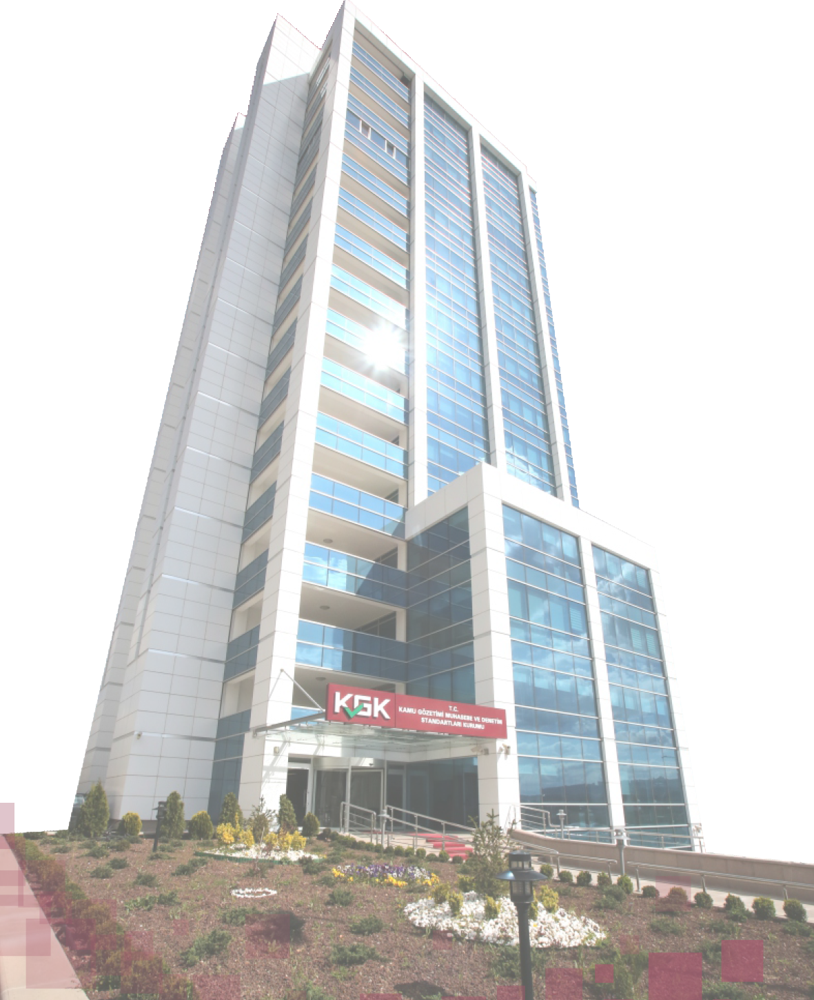 KGK
T.C.
KAMU GÖZETİMİ MUHASEBE VE DENETİM
STANDARTLARI KURUMU